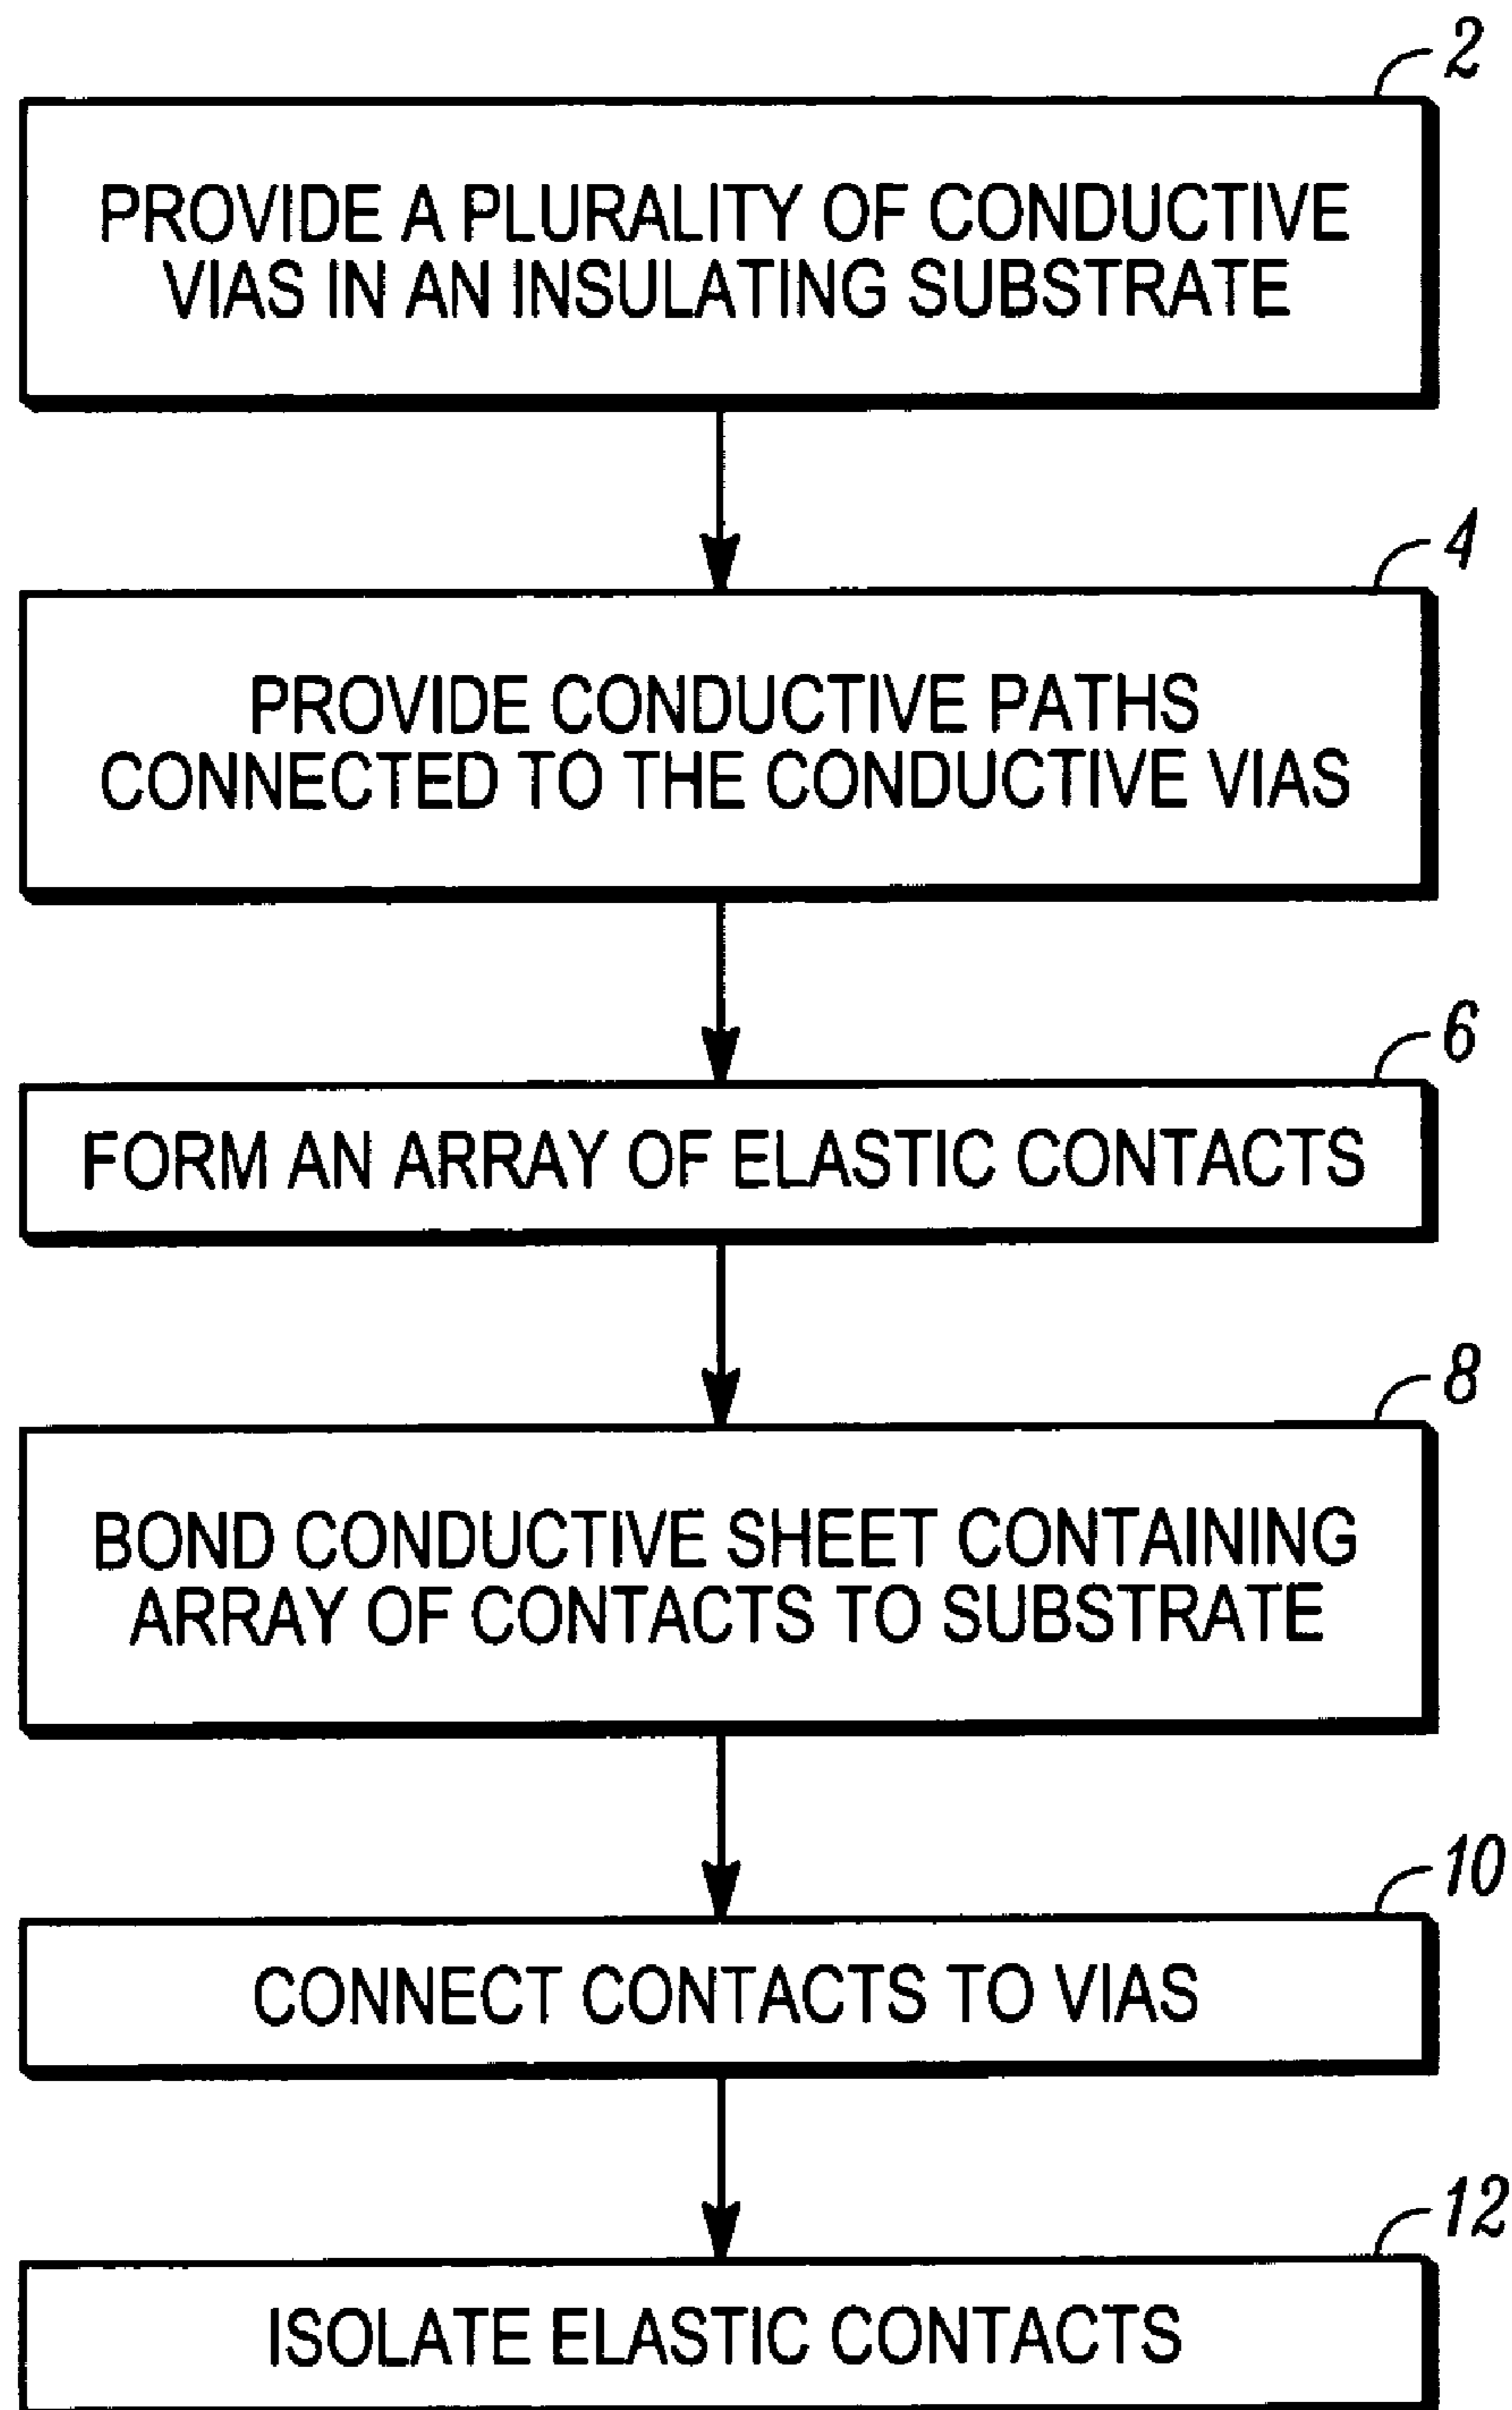 2
PROVIDE A PLURALITY OF CONDUCTIVE
VIAS IN AN INSULATING SUBSTRATE
4
PROVIDE CONDUCTIVE PATHS
CONNECTED TO THE CONDUCTIVE VIAS
6
FORM AN ARRAY OF ELASTIC CONTACTS
8
BOND CONDUCTIVE SHEET CONTAINING
ARRAY OF CONTACTS TO SUBSTRATE
10
CONNECT CONTACTS TO VIAS
12
ISOLATE ELASTIC CONTACTS